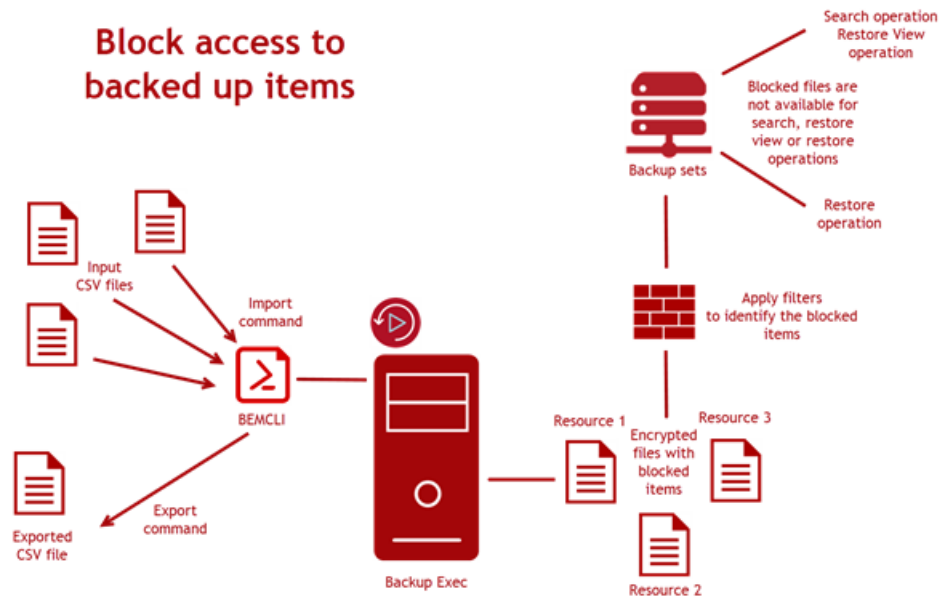 Block access to
backed up items
Search operation
Restore View
operation
Blocked files are
not available for
search, restore
view or restore
operations
Backup sets
Restore
operation
Input
CSV files
Import
command
Apply filters
to identify the blocked
items
BEMCLI
Resource 1
Resource 3
Encrypted
files with
blocked
items
Export
command
Exported
CSV file
Backup Exec
Resource 2